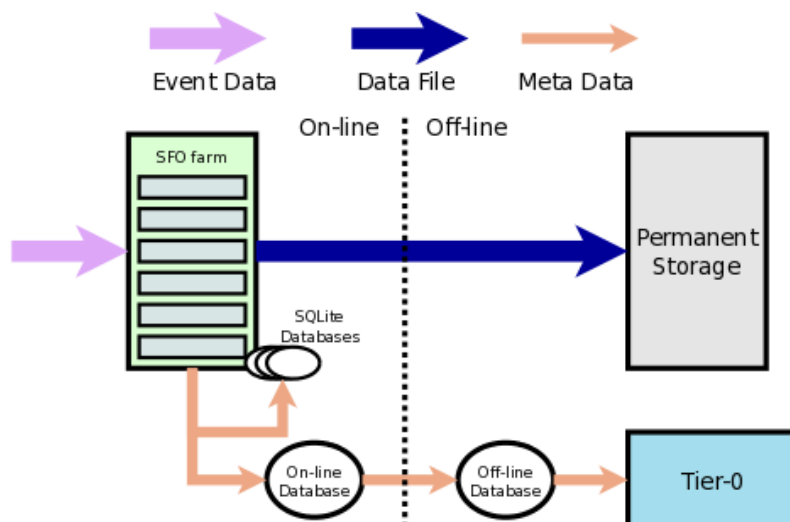 Event Data
Data File
Meta Data
On-line
Off-line
SFO farm
Permanent
Storage
SQLite
Databases
On-line
Database
Off-line
Database
Tier-0